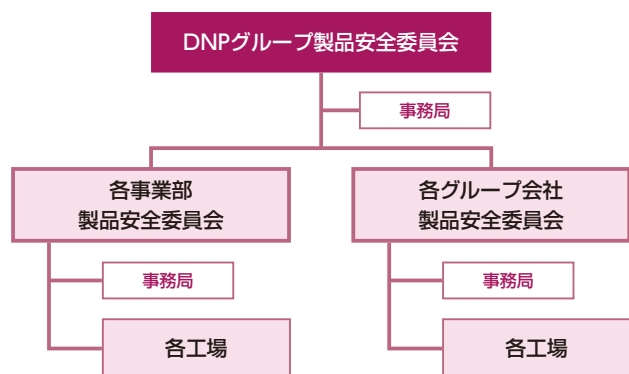 DNPグループ製品安全委員会
事務局
各事業部
製品安全委員会
各グループ会社
製品安全委員会
事務局
事務局
各工場
各工場